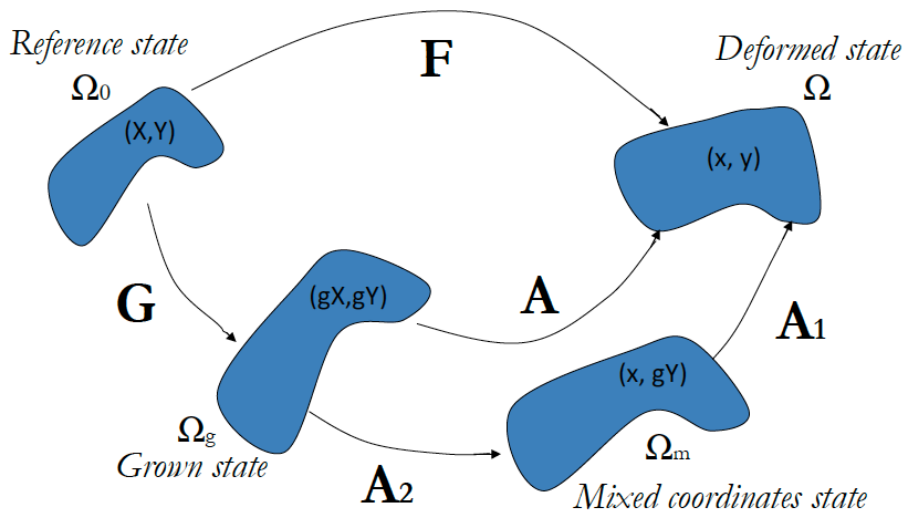 Reference state
Ω0
(X,Y)
F
Deformed state
Ω
(x, y)
G
(gX,gY)
A
A1
(x, gY)
Ωg
Grown state
A2
Ωm
Mixed coordinates state